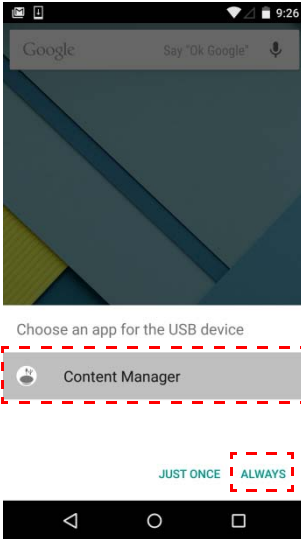 9:26
Google Say "Ok Google"
Choose an app for the USB device
Content Manager
JUST ONCE ALWAYS